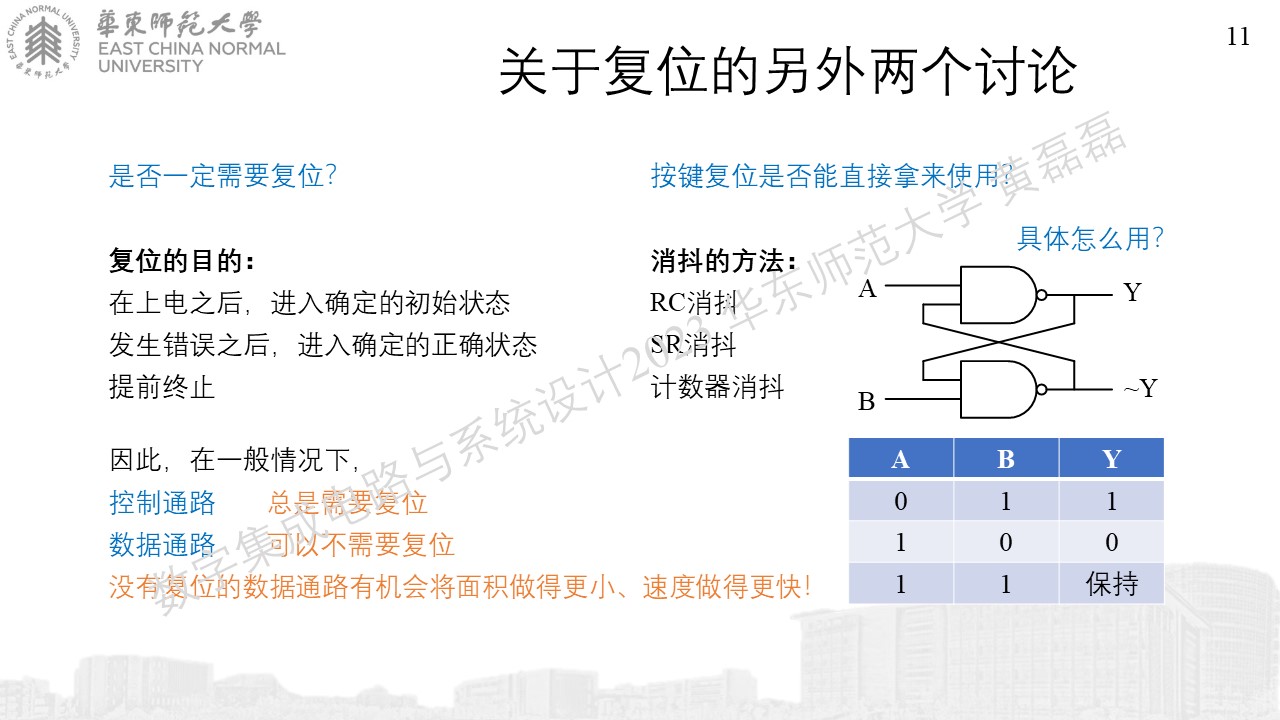 華東師範大學
EAST CHINA NORMAL
UNIVERSITY
EAST CHINA NORMAL UNIVERSITY
華東师范大学
11
关于复位的另外两个讨论
是否一定需要复位?
复位的目的：
在上电之后，进入确定的初始状态
发生错误之后，进入确定的正确状态
提前终止
因此，在一般情况下，
控制通路 总是需要复位
数据通路 可以不需要复位
没有复位的数据通路有机会将面积做得更小、速度做得更快!
按键复位是否能直接拿来使用?
消抖的方法：
RC消抖
SR消抖
计数器消抖
具体怎么用?
A
Y
B
~Y
A B Y
0 1 1
1 0 0
1 1 保持
数字集成电路与系统设计2023 华东师范大学 黄磊磊